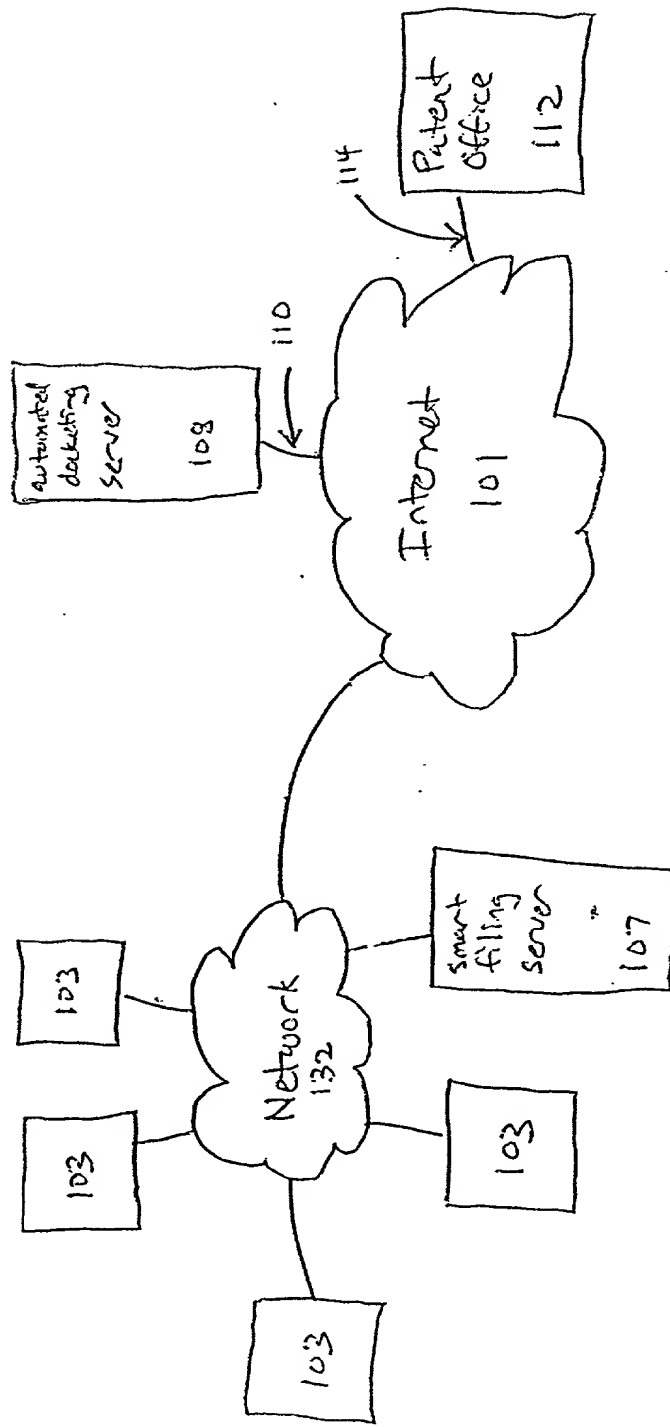 automated
docketing
server
108
110
114
Patent
Office
112
Internet
101
103
103
103
103
Network
132
smart
filling
server
107